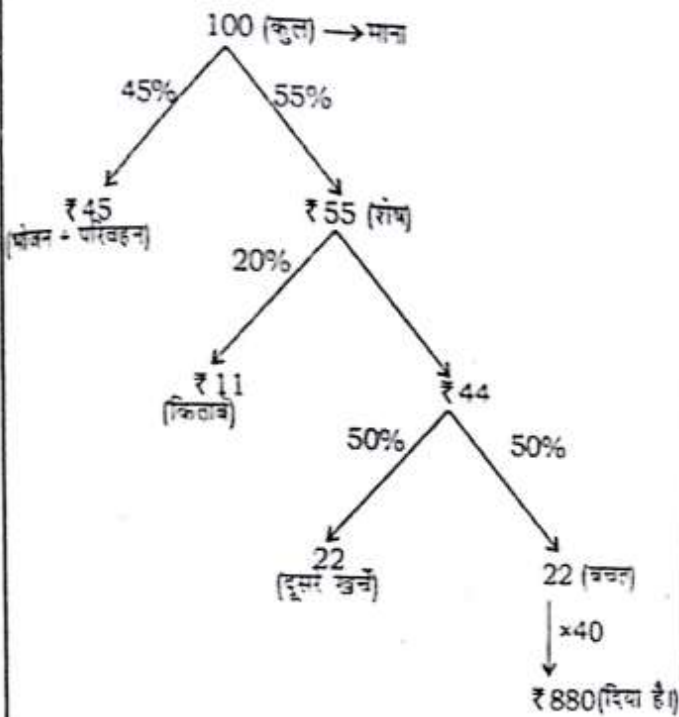 100 (कुल) → माना
45% 55%
₹45 ₹55 (शेष)
(भोजन + परिवहन)
20%
₹11 ₹44
(किताबें)
50% 50%
22 22 (बचत)
(दूसरे खर्चे)
×40
₹880 (दिया है।)